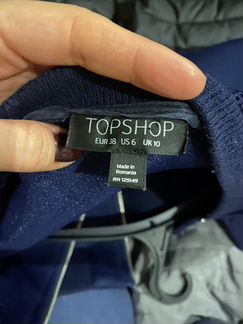 TOPSHOP
EUR 38 US 6 UK 10
Made in
Romania
RN 125149